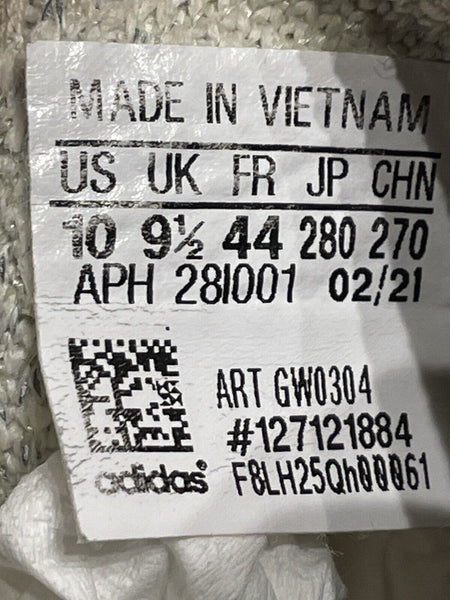 MADE IN VIETNAM
US UK FR JP CHN
10 9½ 44 280 270
APH 28I001 02/21
ART GW0304
#127121884
adidas®
F8LH25Qh00061